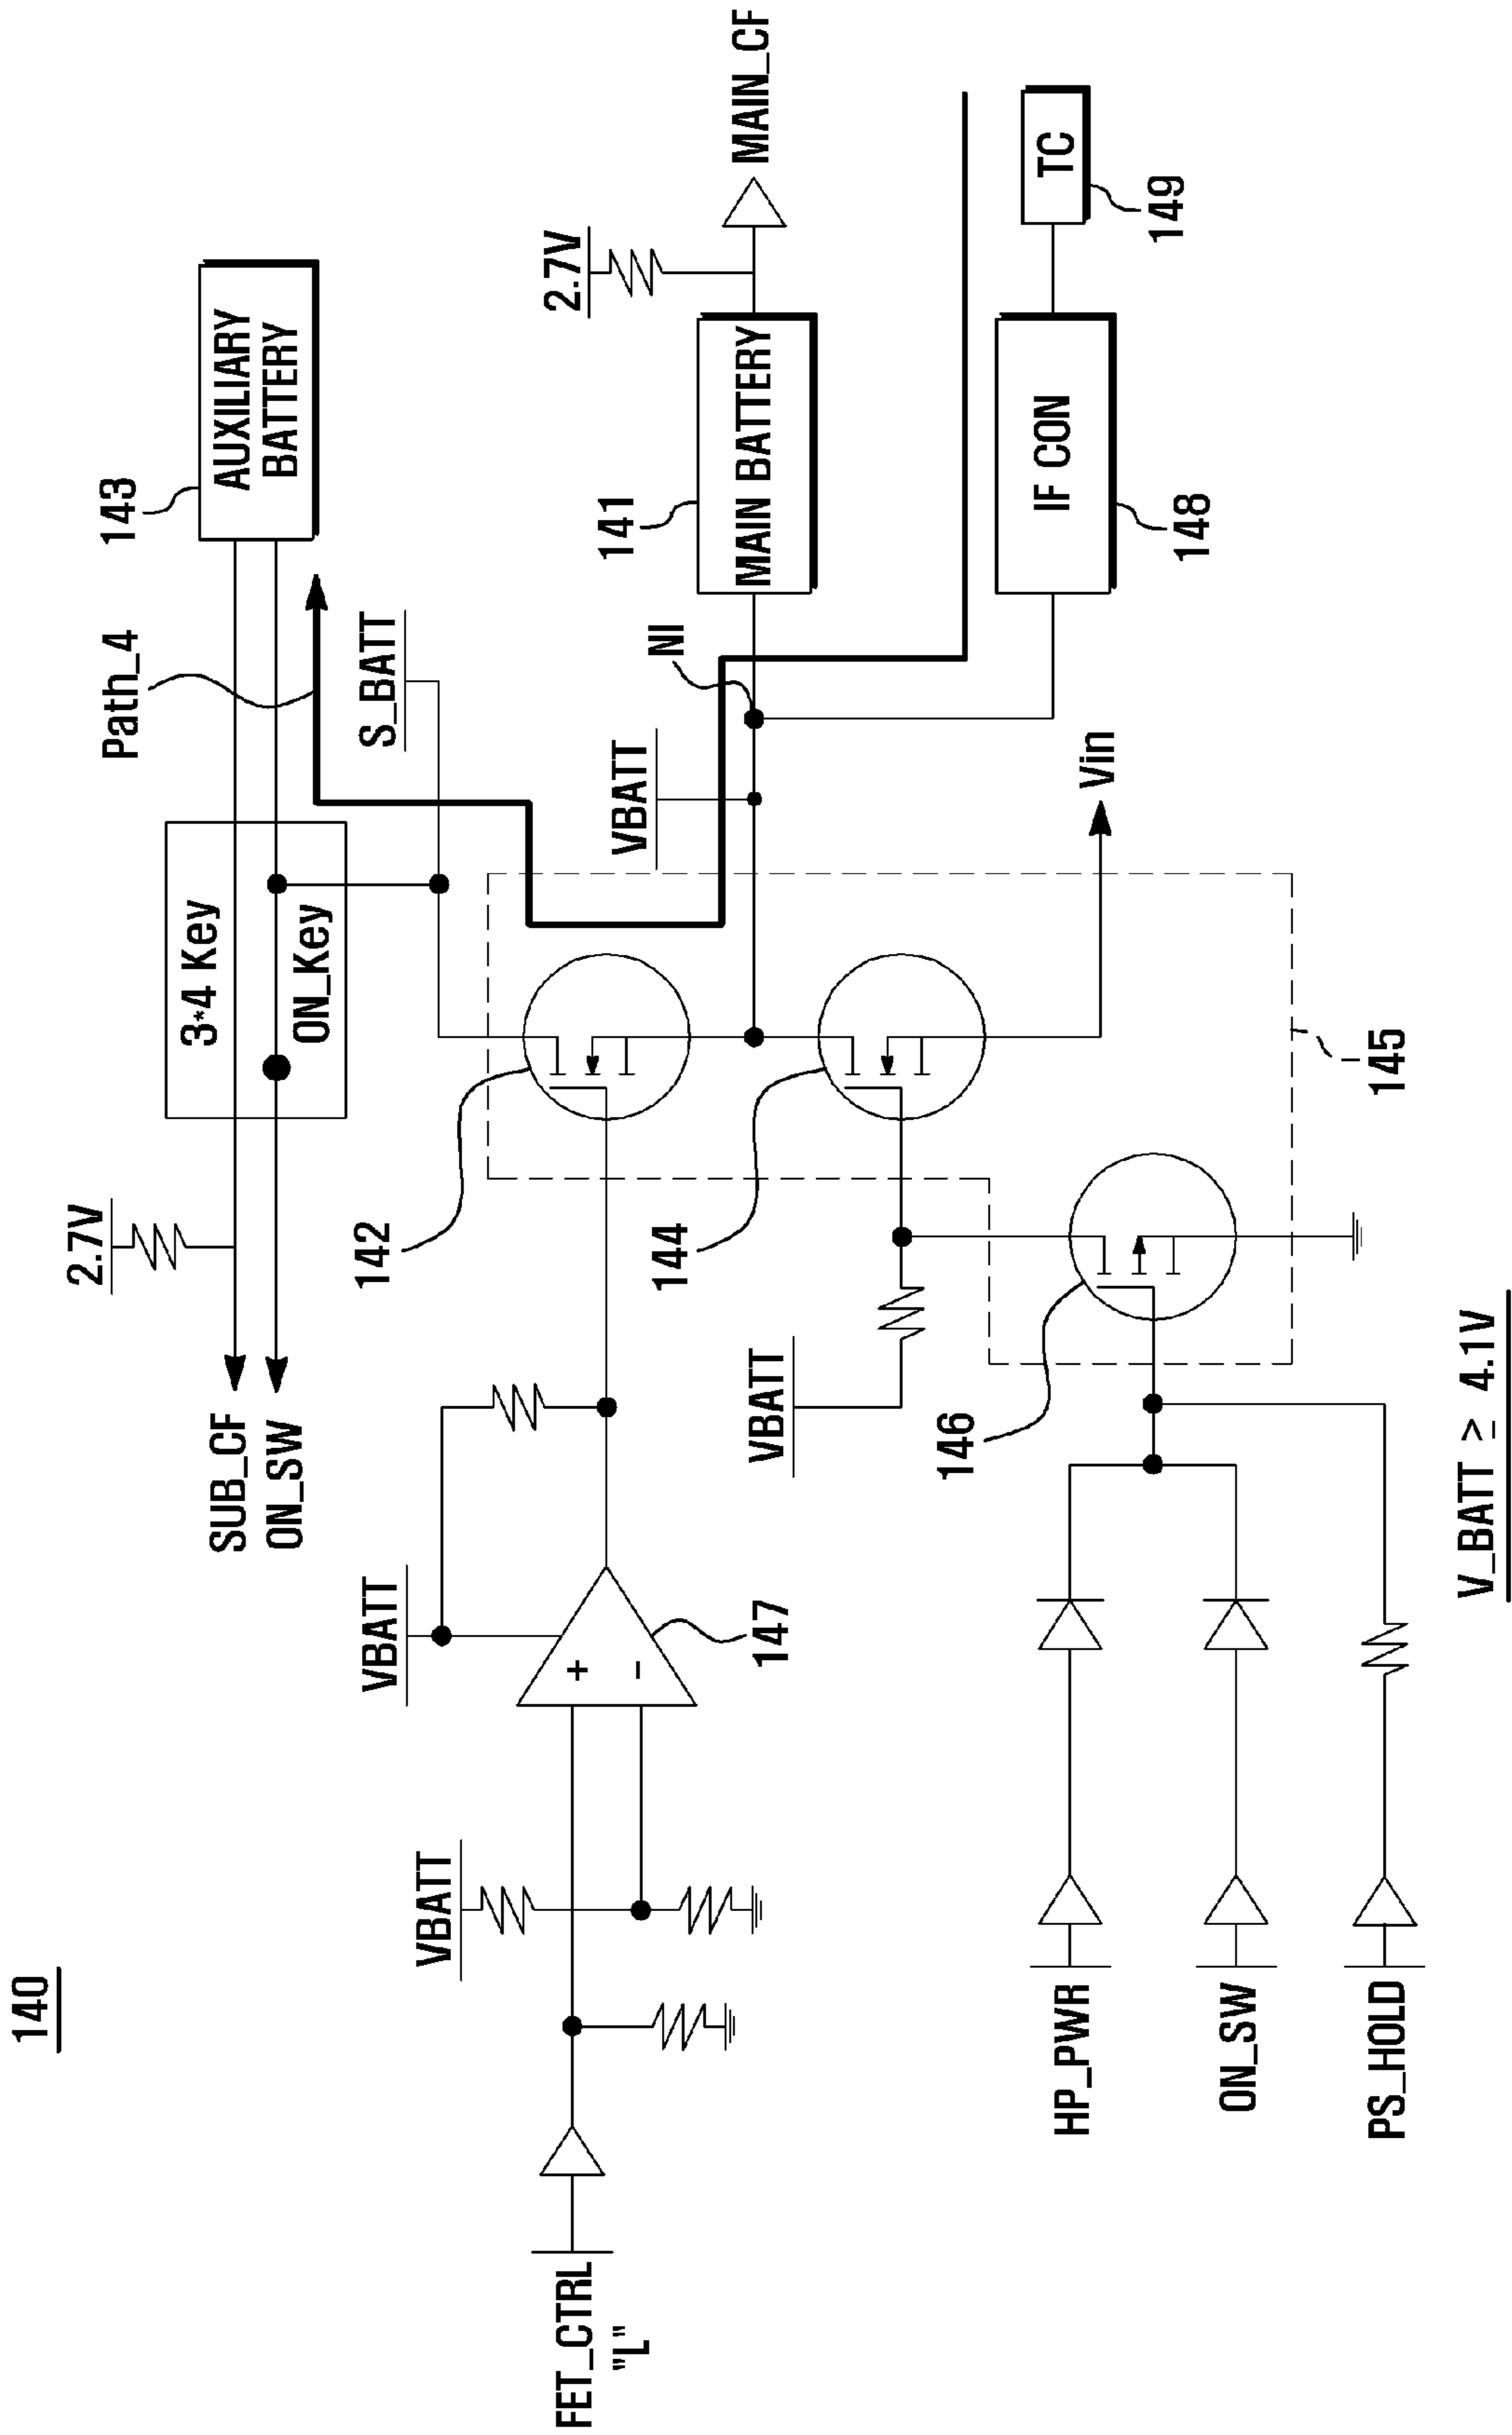 140
2.7V
SUB_CF
ON_SW
3*4 Key
ON_Key
Path_4
143
AUXILIARY
BATTERY
S_BATT
VBATT
VBATT
FET_CTRL
"L"
+
-
147
142
VBATT
NI
141
MAIN BATTERY
2.7V
MAIN_CF
144
VBATT
Vin
IF CON
148
TC
149
146
145
HP_PWR
ON_SW
PS_HOLD
V_BATT ≥ 4.1V